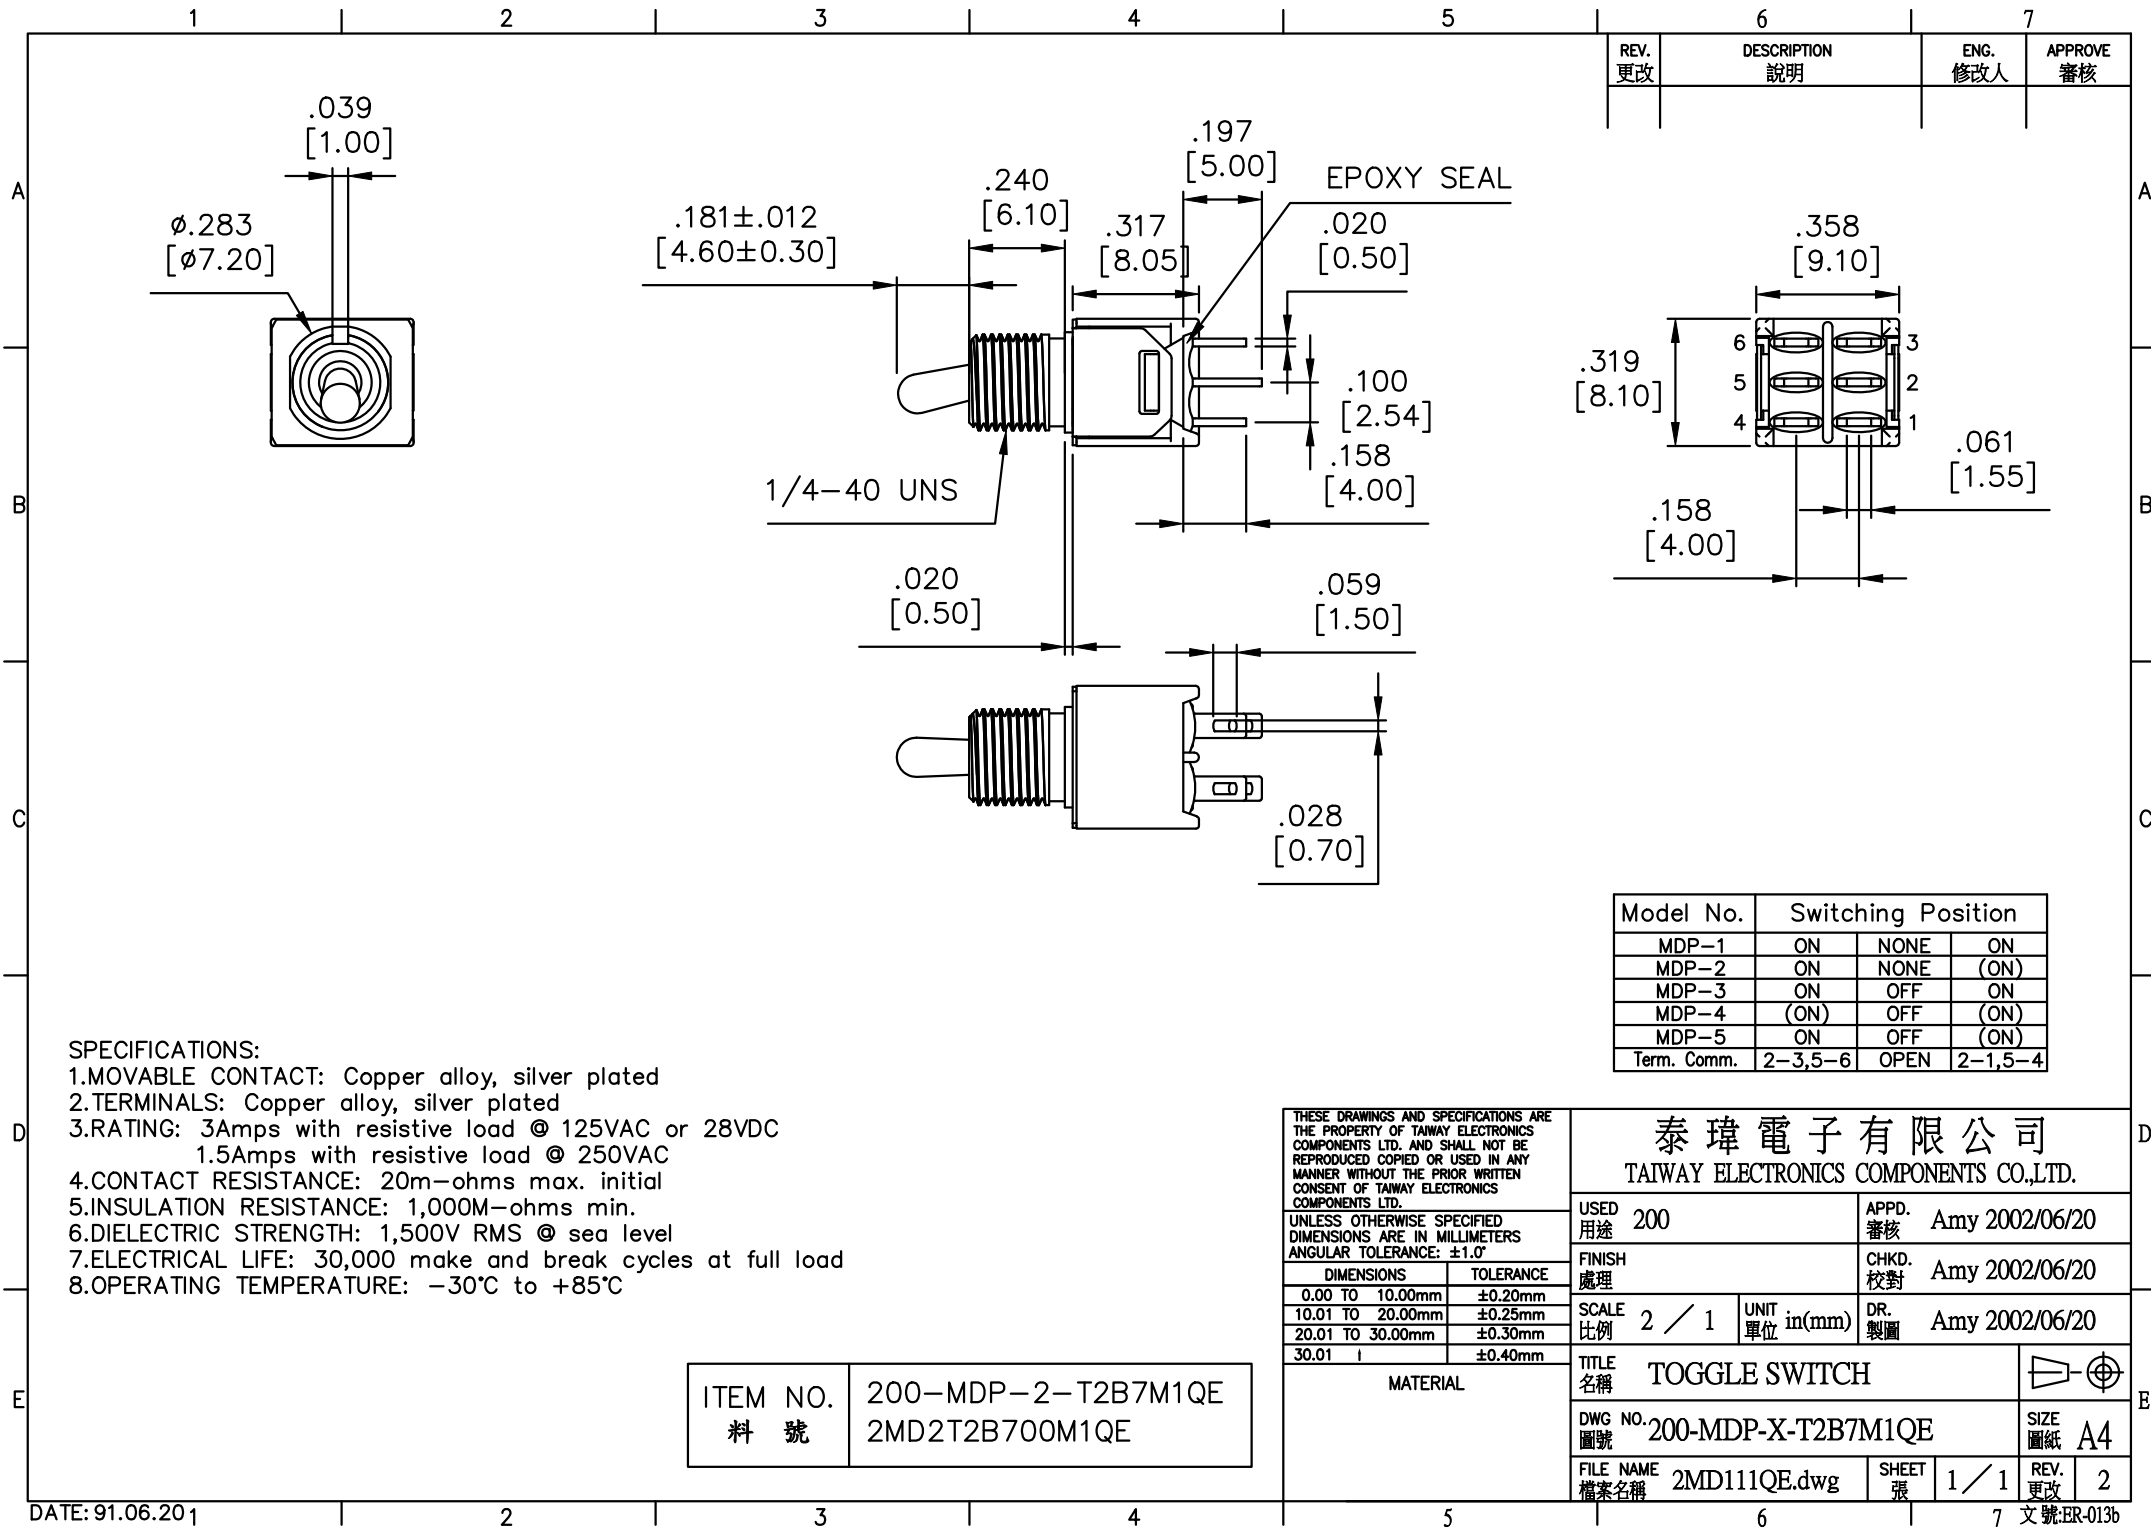 1 2 3 4 5 6 7
REV. DESCRIPTION ENG. APPROVE
更改 說明 修改人 審核
A A
B B
C C
D D
E E
.039
[1.00]
ø.283
[ø7.20]
.181±.012
[4.60±0.30]
.240
[6.10]
.317
[8.05]
.197
[5.00]
EPOXY SEAL
.020
[0.50]
.100
[2.54]
.158
[4.00]
1/4-40 UNS
.358
[9.10]
.319
[8.10]
6 3
5 2
4 1
.061
[1.55]
.158
[4.00]
.020
[0.50]
.059
[1.50]
.028
[0.70]
Model No. Switching Position
MDP-1 ON NONE ON
MDP-2 ON NONE (ON)
MDP-3 ON OFF ON
MDP-4 (ON) OFF (ON)
MDP-5 ON OFF (ON)
Term. Comm. 2-3,5-6 OPEN 2-1,5-4
SPECIFICATIONS:
1.MOVABLE CONTACT: Copper alloy, silver plated
2.TERMINALS: Copper alloy, silver plated
3.RATING: 3Amps with resistive load @ 125VAC or 28VDC
1.5Amps with resistive load @ 250VAC
4.CONTACT RESISTANCE: 20m-ohms max. initial
5.INSULATION RESISTANCE: 1,000M-ohms min.
6.DIELECTRIC STRENGTH: 1,500V RMS @ sea level
7.ELECTRICAL LIFE: 30,000 make and break cycles at full load
8.OPERATING TEMPERATURE: -30°C to +85°C
ITEM NO. 200-MDP-2-T2B7M1QE
料 號 2MD2T2B700M1QE
THESE DRAWINGS AND SPECIFICATIONS ARE
THE PROPERTY OF TAIWAY ELECTRONICS
COMPONENTS LTD. AND SHALL NOT BE
REPRODUCED COPIED OR USED IN ANY
MANNER WITHOUT THE PRIOR WRITTEN
CONSENT OF TAIWAY ELECTRONICS
COMPONENTS LTD.
UNLESS OTHERWISE SPECIFIED
DIMENSIONS ARE IN MILLIMETERS
ANGULAR TOLERANCE: ±1.0°
DIMENSIONS TOLERANCE
0.00 TO 10.00mm ±0.20mm
10.01 TO 20.00mm ±0.25mm
20.01 TO 30.00mm ±0.30mm
30.01 ±0.40mm
MATERIAL
泰瑋電子有限公司
TAIWAY ELECTRONICS COMPONENTS CO.,LTD.
USED 用途 200
APPD. 審核 Amy 2002/06/20
FINISH 處理
CHKD. 校對 Amy 2002/06/20
SCALE 比例 2 / 1
UNIT 單位 in(mm)
DR. 製圖 Amy 2002/06/20
TITLE 名稱 TOGGLE SWITCH
DWG NO. 圖號 200-MDP-X-T2B7M1QE
SIZE 圖紙 A4
FILE NAME 檔案名稱 2MD111QE.dwg
SHEET 張 1 / 1
REV. 更改 2
DATE: 91.06.20
1 2 3 4 5 6 7
文號:ER-013b